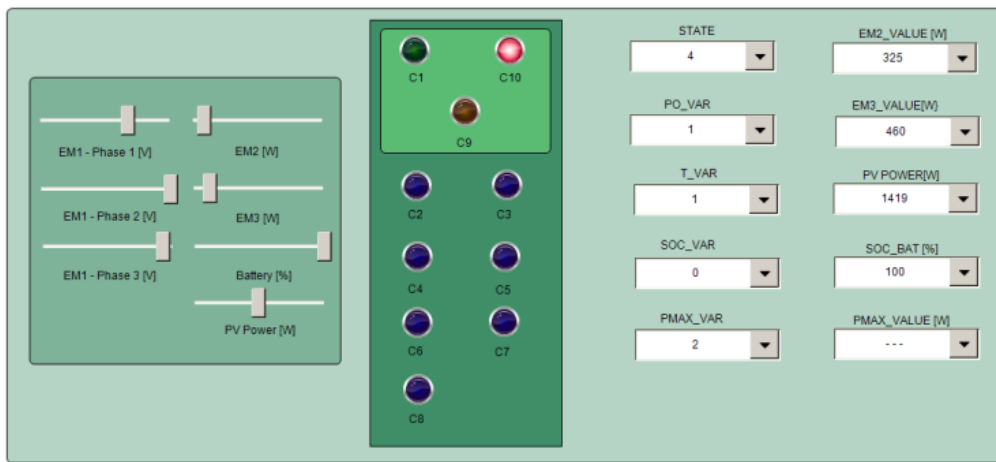 EM1 - Phase 1 [V]
EM2 [W]
EM1 - Phase 2 [V]
EM3 [W]
EM1 - Phase 3 [V]
Battery [%]
PV Power [W]
C1
C10
C9
C2
C3
C4
C5
C6
C7
C8
STATE
4
EM2_VALUE [W]
325
PO_VAR
1
EM3_VALUE[W]
460
T_VAR
1
PV POWER[W]
1419
SOC_VAR
0
SOC_BAT [%]
100
PMAX_VAR
2
PMAX_VALUE [W]
---